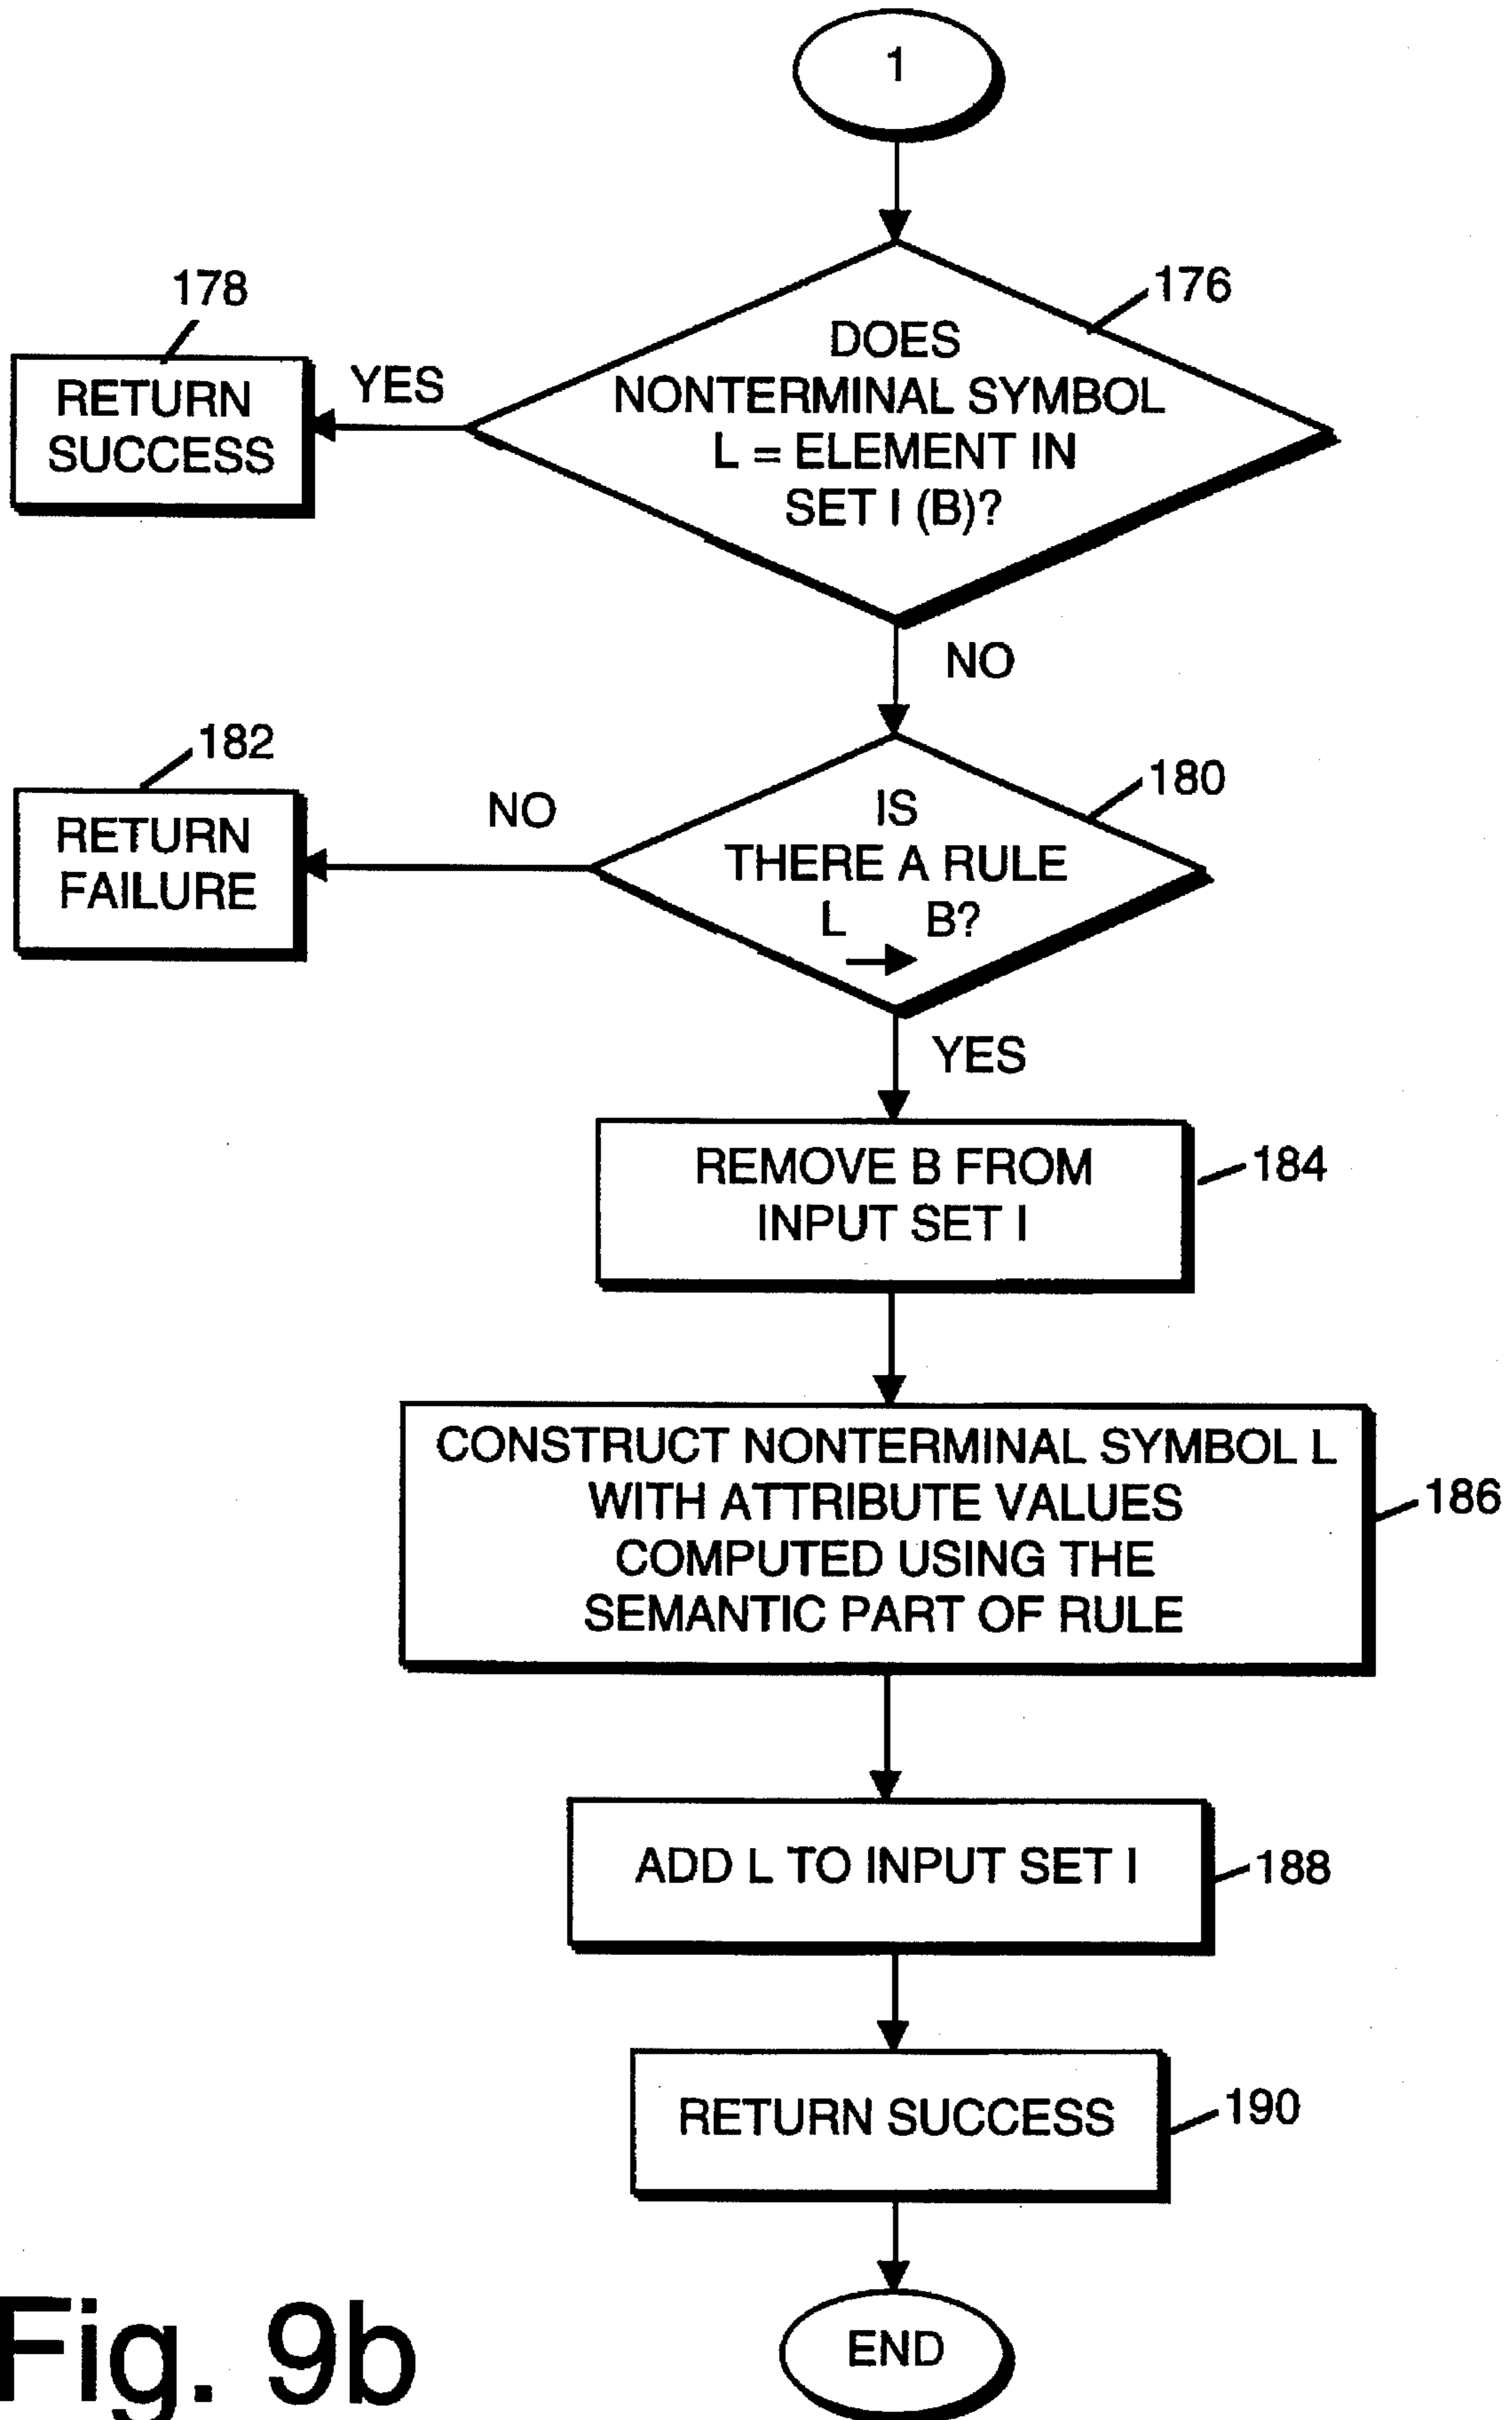 1
176
DOES
NONTERMINAL SYMBOL
L = ELEMENT IN
SET I (B)?
178
YES
RETURN
SUCCESS
NO
182
NO
RETURN
FAILURE
180
IS
THERE A RULE
L → B?
YES
REMOVE B FROM
INPUT SET I
184
CONSTRUCT NONTERMINAL SYMBOL L
WITH ATTRIBUTE VALUES
COMPUTED USING THE
SEMANTIC PART OF RULE
186
ADD L TO INPUT SET I
188
RETURN SUCCESS
190
END
Fig. 9b